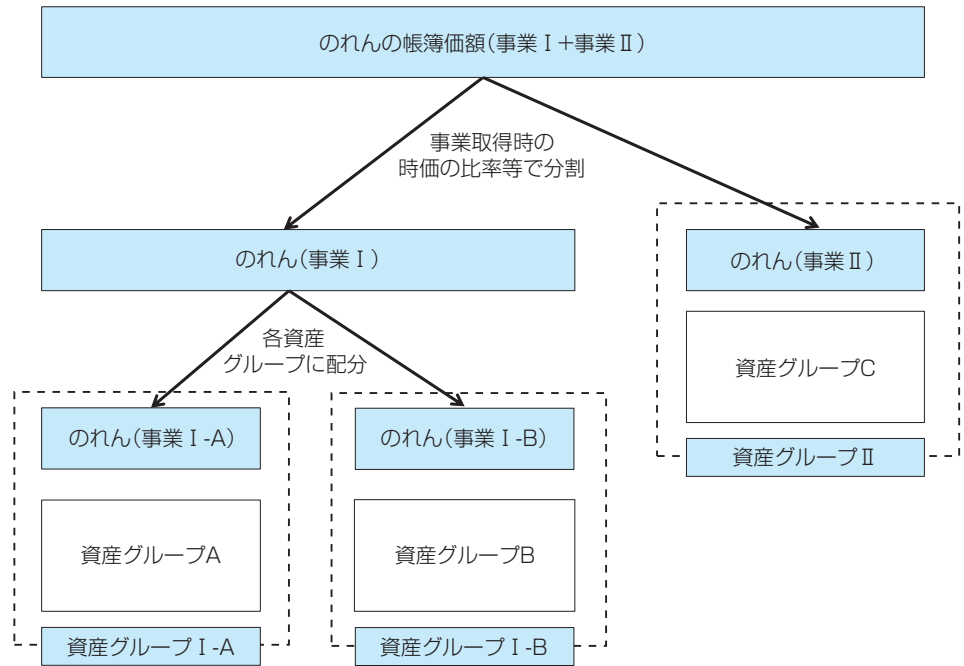 のれんの帳簿価額(事業Ⅰ+事業Ⅱ)
事業取得時の
時価の比率等で分割
のれん(事業Ⅰ)
のれん(事業Ⅱ)
各資産
グループに配分
資産グループC
のれん(事業Ⅰ-A)
のれん(事業Ⅰ-B)
資産グループⅡ
資産グループA
資産グループB
資産グループⅠ-A
資産グループⅠ-B